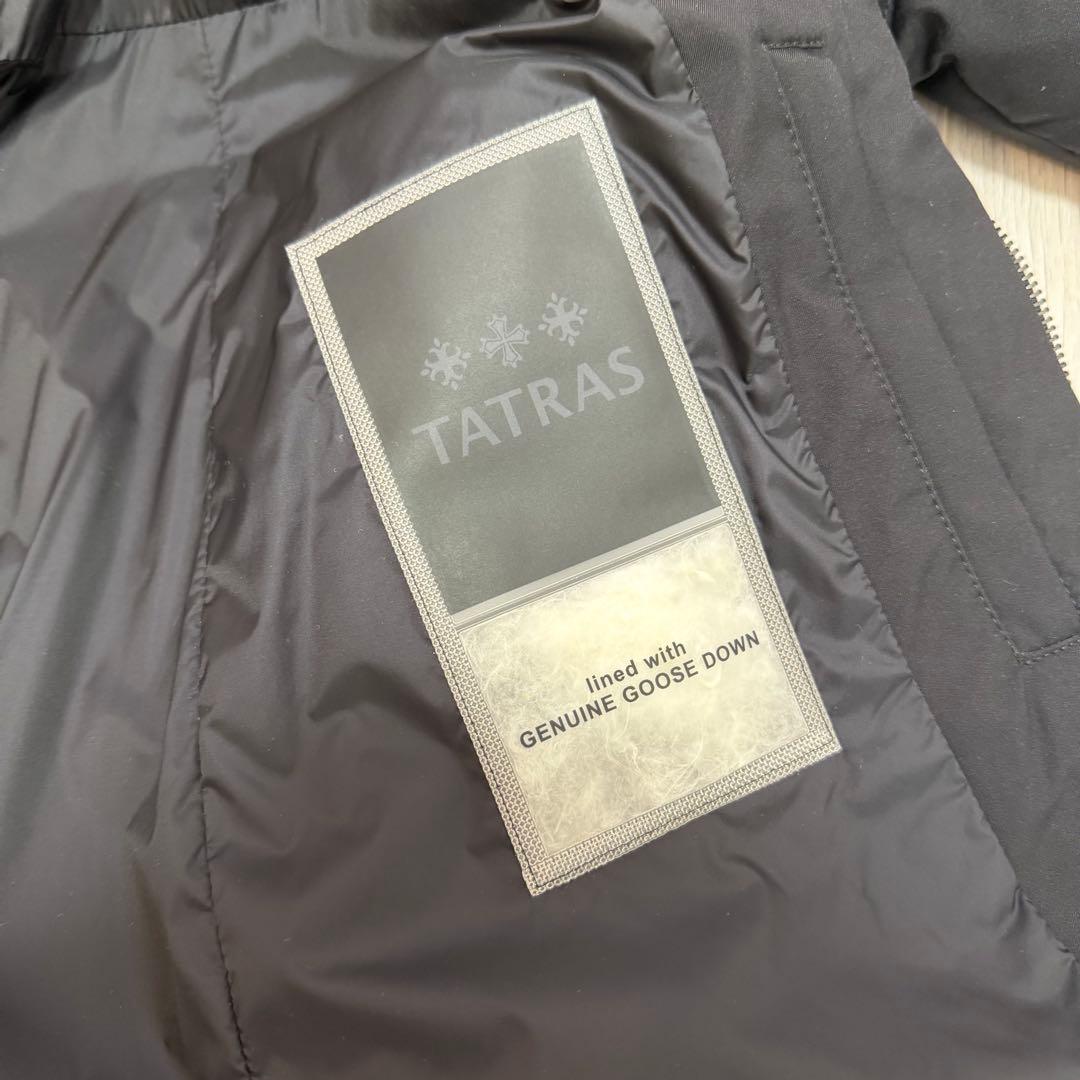 TATRAS
lined with
GENUINE GOOSE DOWN